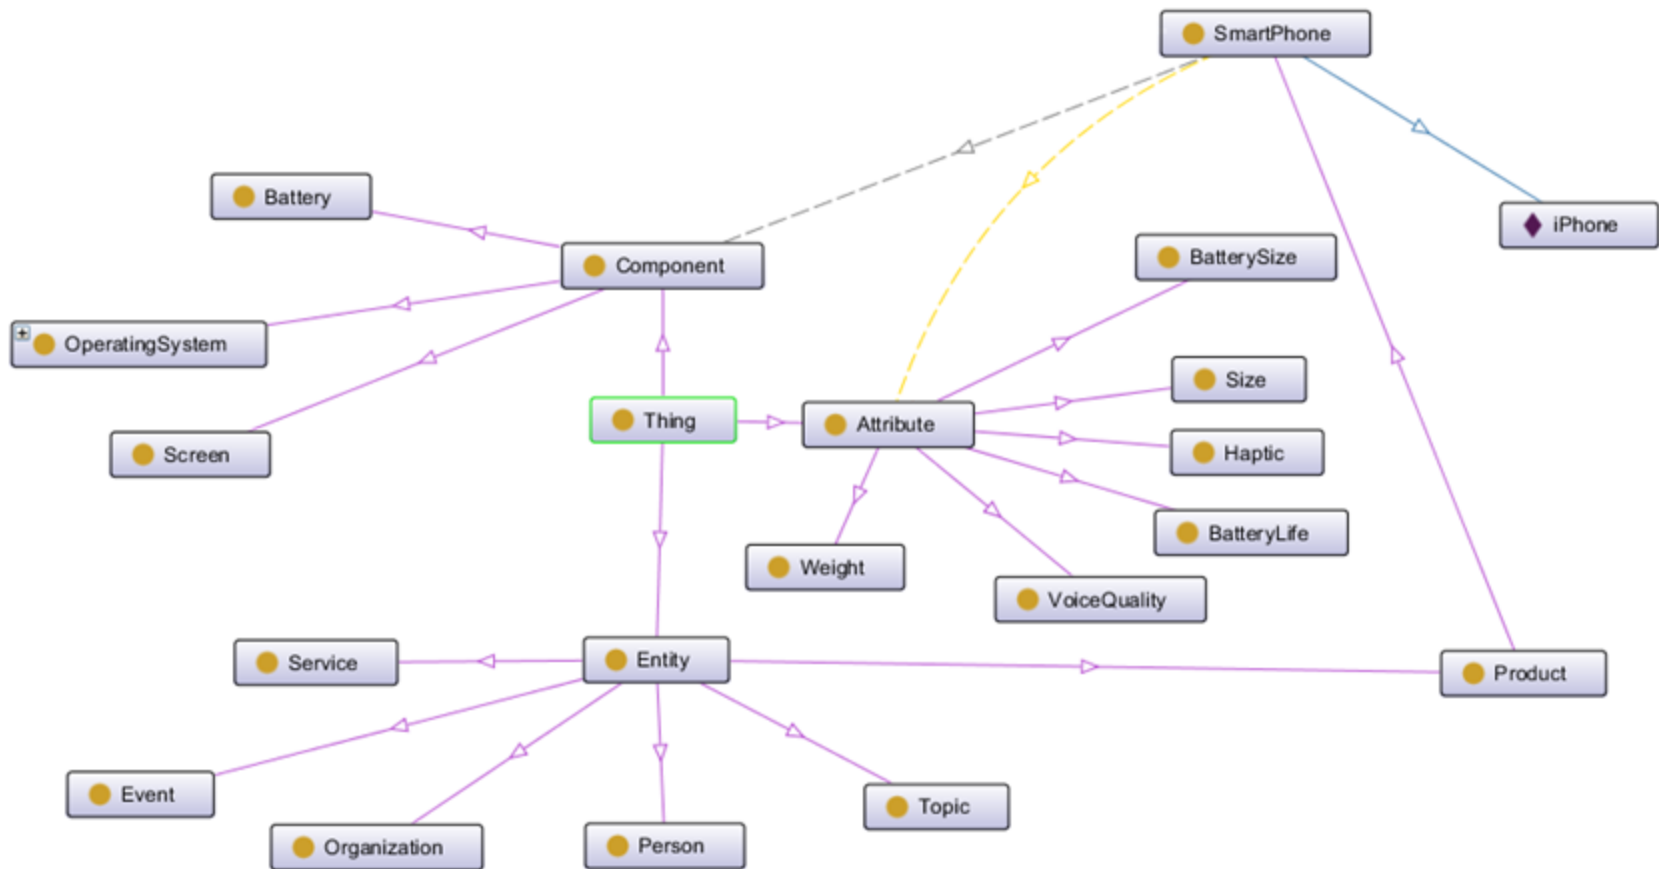 SmartPhone
Battery
iPhone
Component
BatterySize
OperatingSystem
Size
Thing
Attribute
Screen
Haptic
BatteryLife
Weight
VoiceQuality
Service
Entity
Product
Event
Topic
Organization
Person